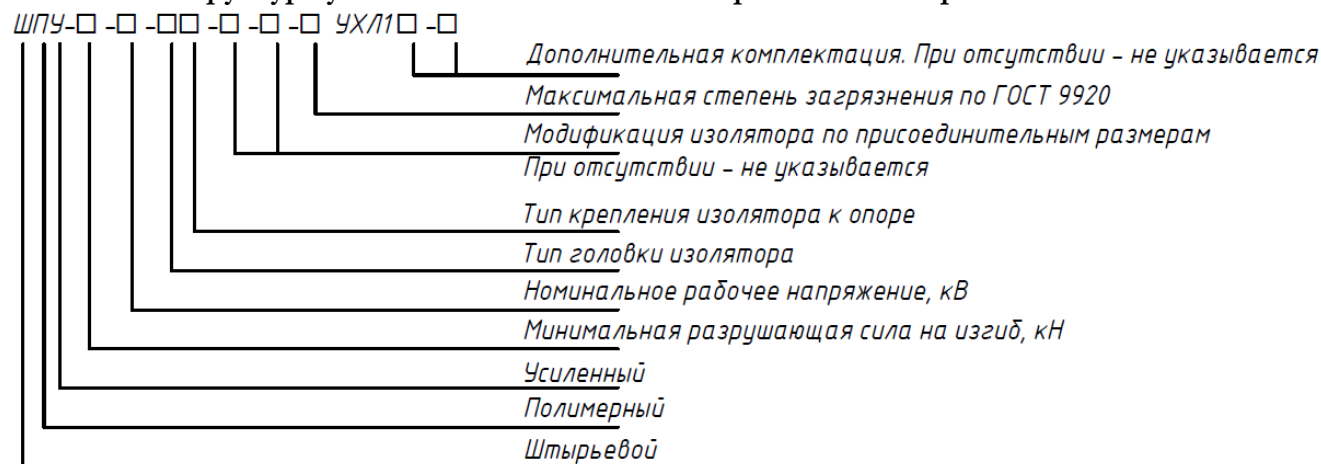 ШПУ-□ -□ -□□ -□ -□ -□ УХЛ1□ -□
Дополнительная комплектация. При отсутствии – не указывается
Максимальная степень загрязнения по ГОСТ 9920
Модификация изолятора по присоединительным размерам
При отсутствии – не указывается
Тип крепления изолятора к опоре
Тип головки изолятора
Номинальное рабочее напряжение, кВ
Минимальная разрушающая сила на изгиб, кН
Усиленный
Полимерный
Штырьевой